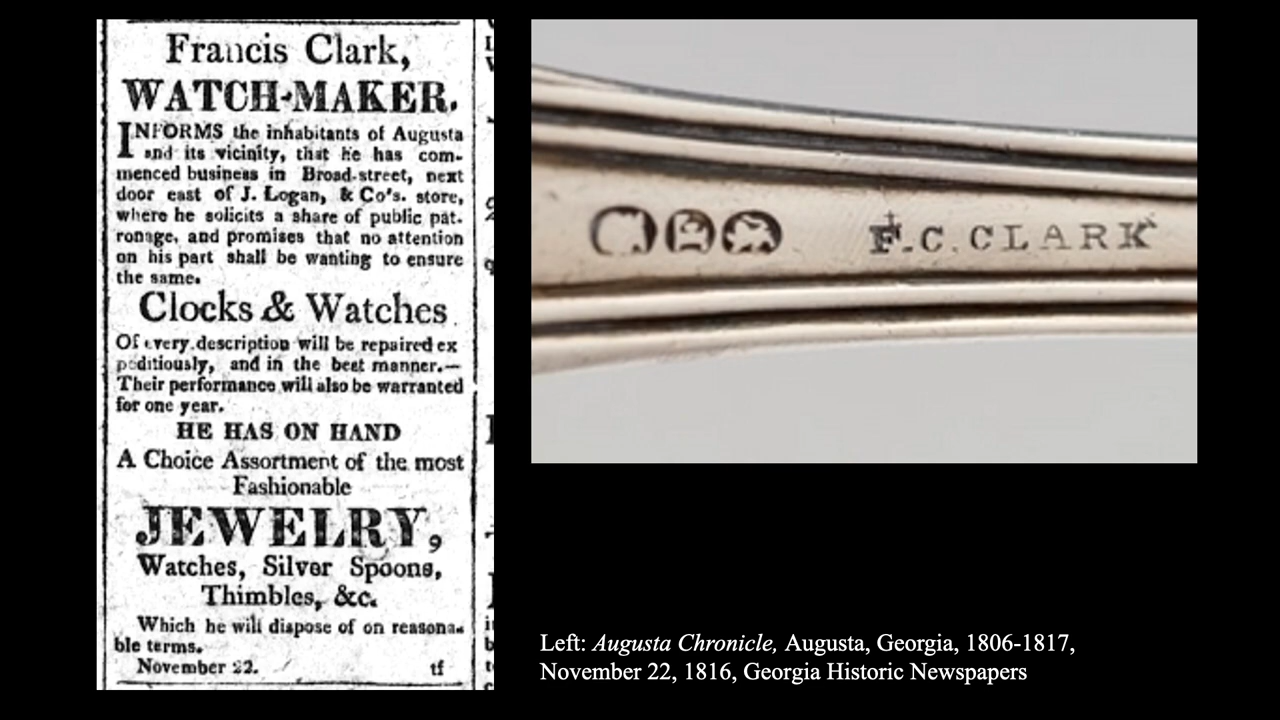 Francis Clark,
WATCH-MAKER.
INFORMS the inhabitants of Augusta
and its vicinity, that he has com-
menced business in Broad-street, next
door east of J. Logan, & Co's. store,
where he solicits a share of public pat-
ronage, and promises that no attention
on his part shall be wanting to ensure
the same.
Clocks & Watches
Of every description will be repaired ex
peditiously, and in the best manner.—
Their performance will also be warranted
for one year.
HE HAS ON HAND
A Choice Assortment of the most
Fashionable
JEWELRY,
Watches, Silver Spoons,
Thimbles, &c.
Which he will dispose of on reasona-
ble terms.
November 22. tf
F.C.CLARK
Left: Augusta Chronicle, Augusta, Georgia, 1806-1817,
November 22, 1816, Georgia Historic Newspapers